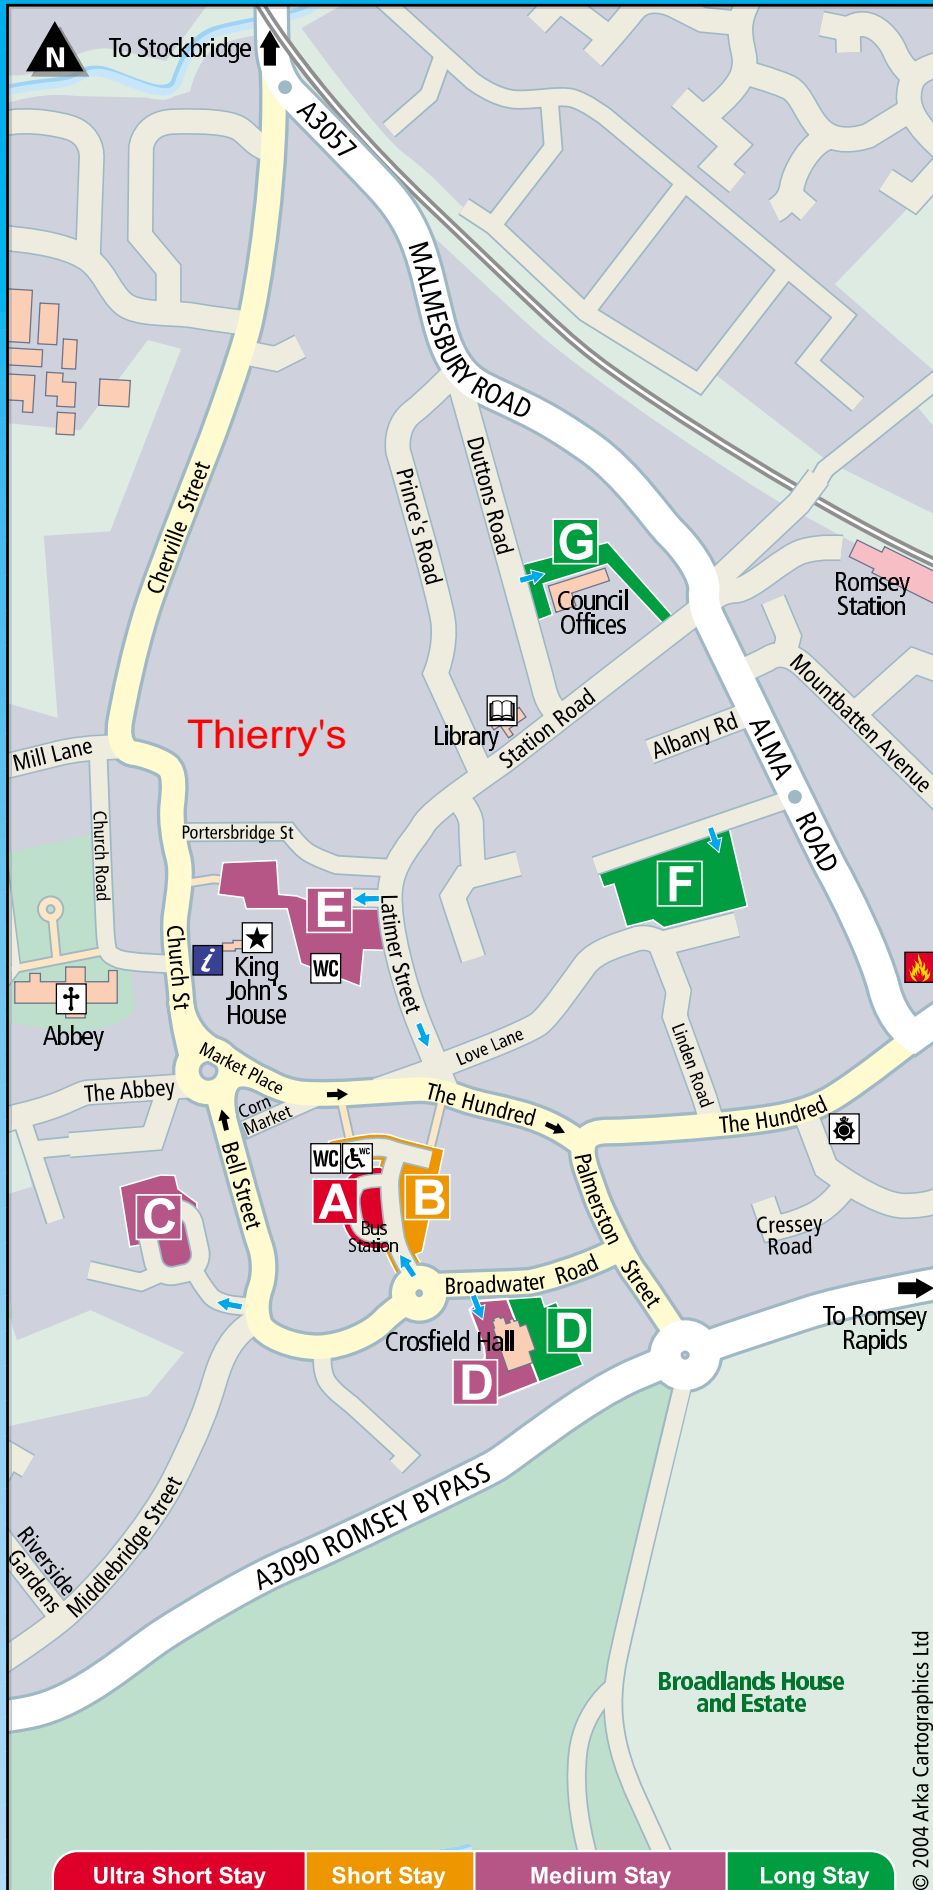 N
To Stockbridge
A3057
MALMESBURY ROAD
Cherville Street
Prince's Road
Duttons Road
G
Council
Offices
Romsey
Station
Mountbatten Avenue
Station Road
Library
Albany Rd
ALMA ROAD
Thierry's
Mill Lane
Church Road
Portersbridge St
E
WC
Latimer Street
F
Church St
i
King
John's
House
Abbey
Market Place
Love Lane
Linden Road
The Abbey
Corn
Market
The Hundred
The Hundred
Bell Street
WC
WC
A
B
C
Bus
Station
Palmerston Street
Cressey
Road
Broadwater Road
Crosfield Hall
D
D
To Romsey
Rapids
A3090 ROMSEY BYPASS
Middlebridge Street
Riverside
Gardens
Broadlands House
and Estate
© 2004 Arka Cartographics Ltd
Ultra Short Stay
Short Stay
Medium Stay
Long Stay